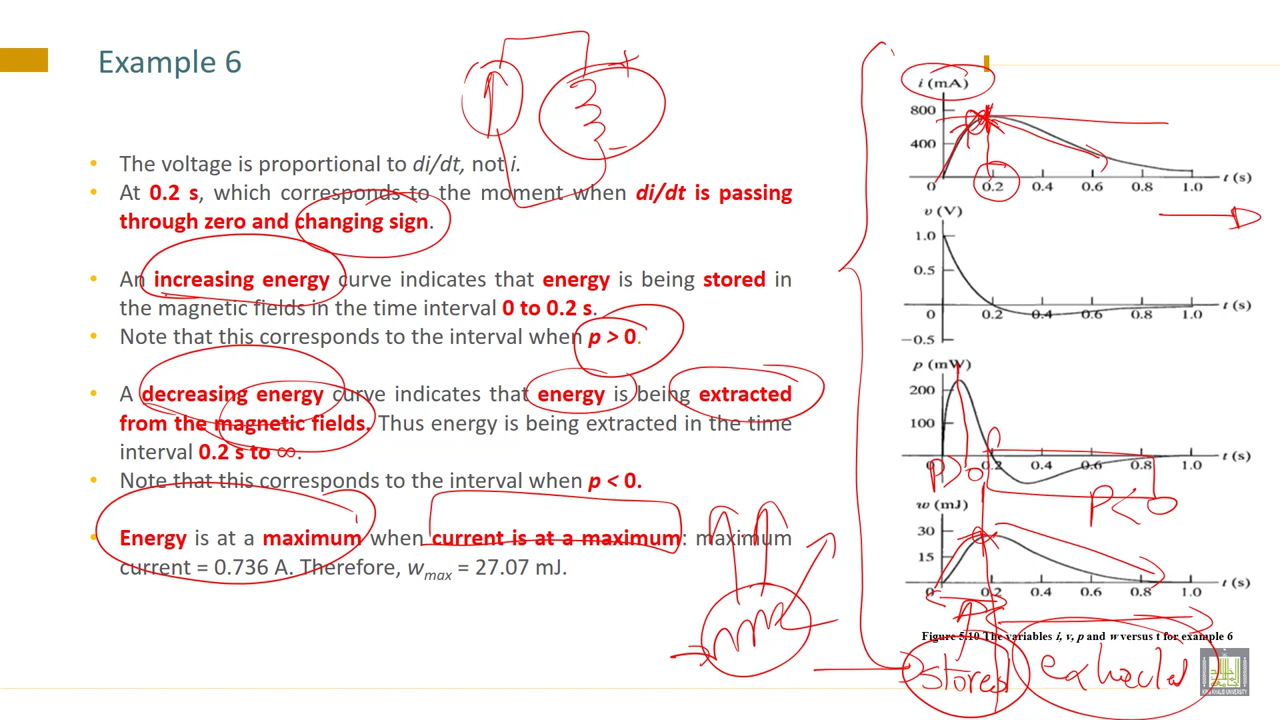 Example 6
• The voltage is proportional to di/dt, not i.
• At 0.2 s, which corresponds to the moment when di/dt is passing
through zero and changing sign.
• An increasing energy curve indicates that energy is being stored in
the magnetic fields in the time interval 0 to 0.2 s.
• Note that this corresponds to the interval when p > 0.
• A decreasing energy curve indicates that energy is being extracted
from the magnetic fields. Thus energy is being extracted in the time
interval 0.2 s to ∞.
• Note that this corresponds to the interval when p < 0.
• Energy is at a maximum when current is at a maximum: maximum
current = 0.736 A. Therefore, wmax = 27.07 mJ.
+
−
i (mA)
800
400
0 0.2 0.4 0.6 0.8 1.0 t (s)
v (V)
1.0
0.5
0 0.2 0.4 0.6 0.8 1.0 t (s)
−0.5
p (mW)
200
100
0 0.2 0.4 0.6 0.8 1.0 t (s)
P>0
P<0
w (mJ)
30
15
0 0.2 0.4 0.6 0.8 1.0 t (s)
Figure 5.10 The variables i, v, p and w versus t for example 6
stored extracted
KING KHALID UNIVERSITY